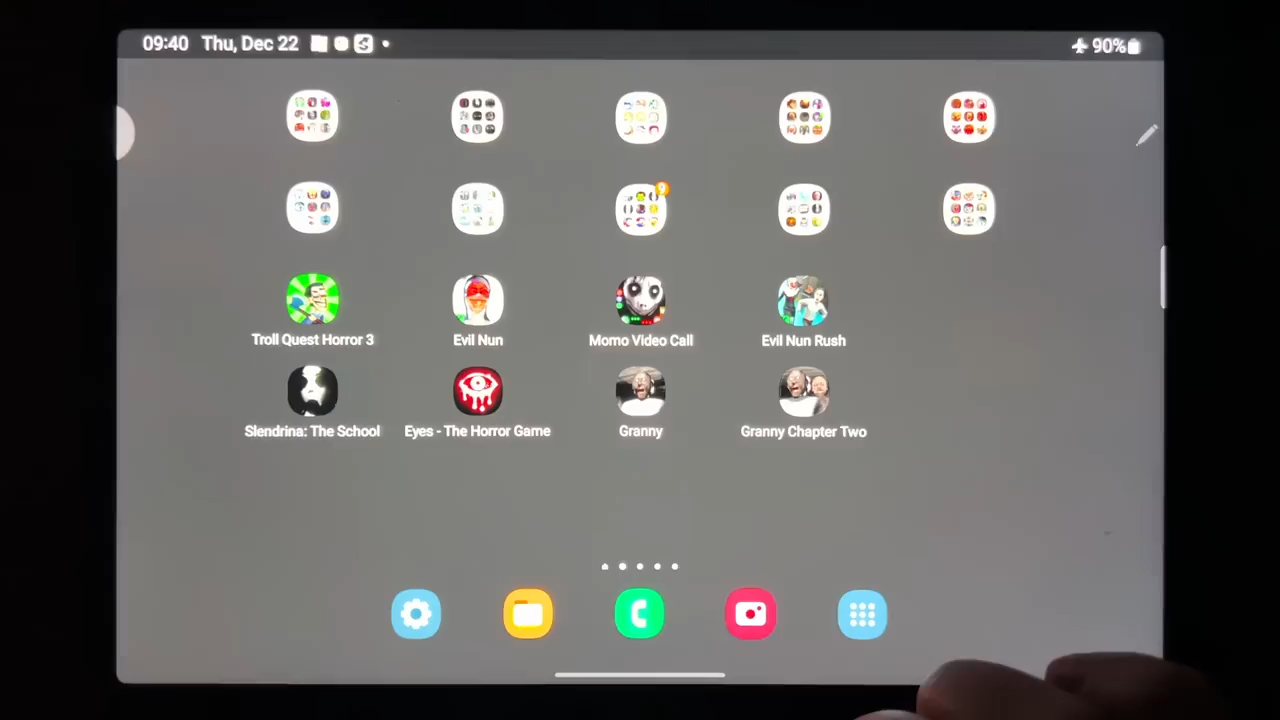 09:40 Thu, Dec 22 90%
9
Troll Quest Horror 3 Evil Nun Momo Video Call Evil Nun Rush
Slendrina: The School Eyes - The Horror Game Granny Granny Chapter Two